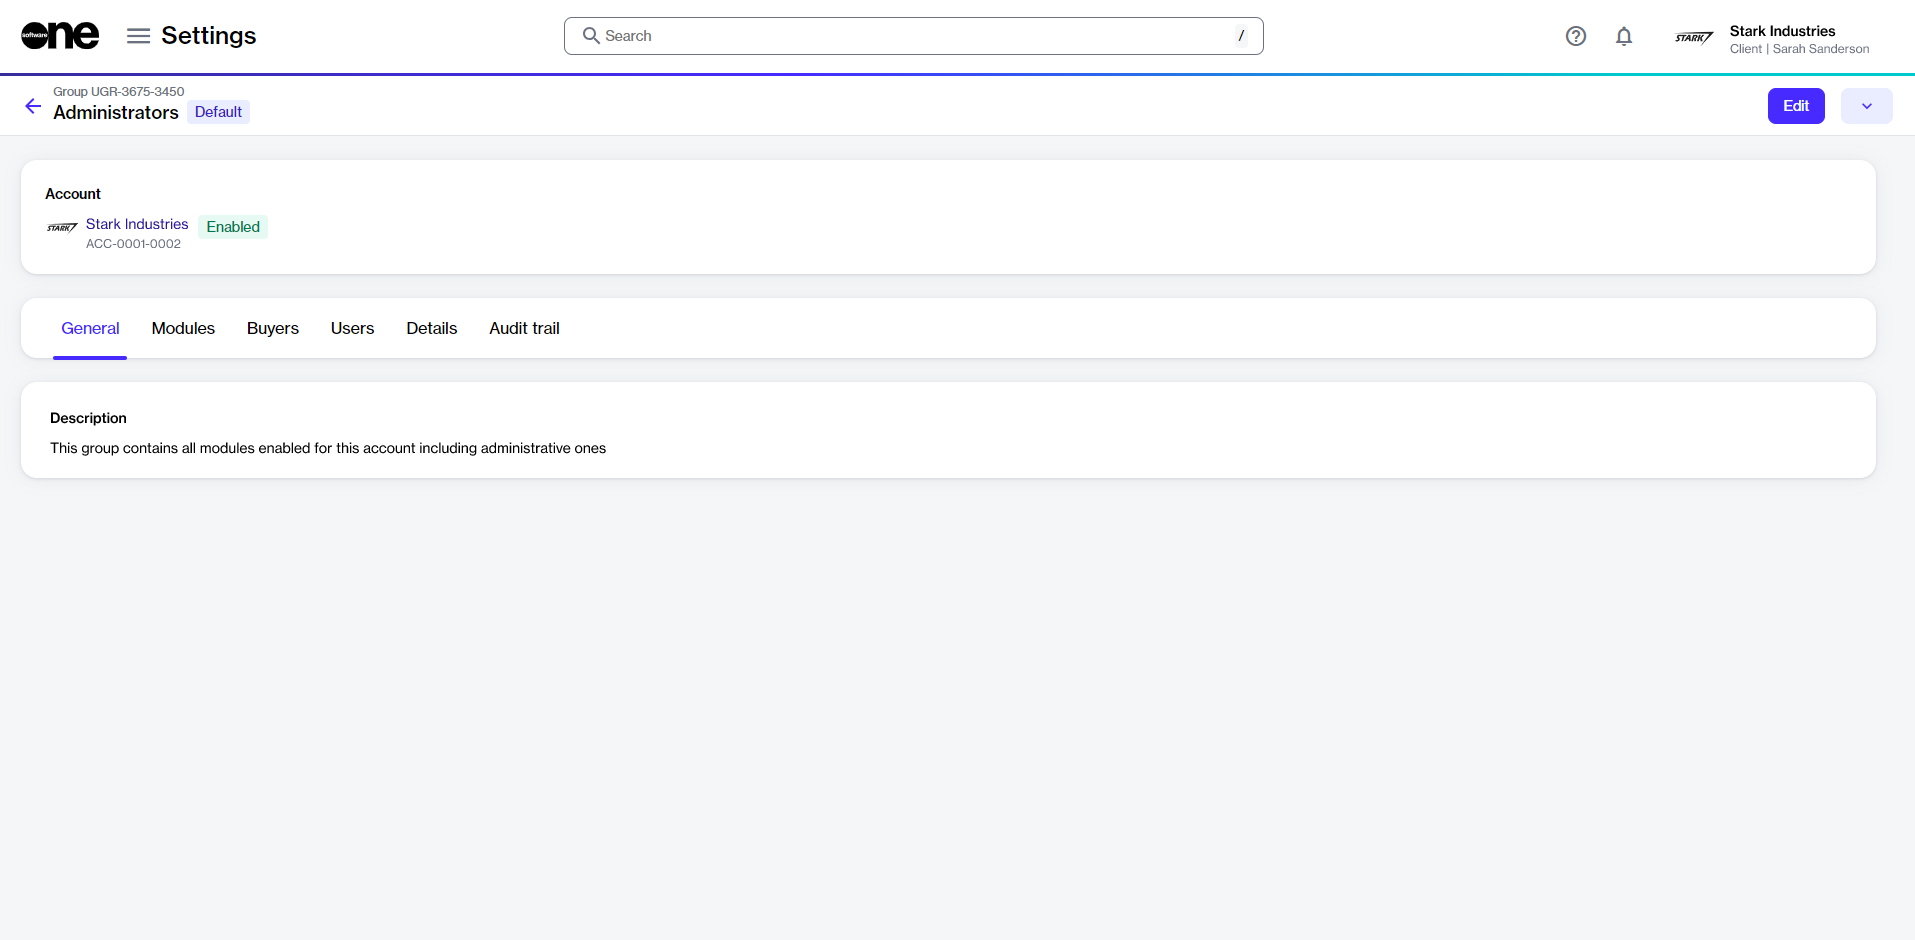 software one
Settings
Search
/
STARK
Stark Industries
Client | Sarah Sanderson
Group UGR-3675-3450
Administrators
Default
Edit
Account
STARK
Stark Industries
Enabled
ACC-0001-0002
General
Modules
Buyers
Users
Details
Audit trail
Description
This group contains all modules enabled for this account including administrative ones